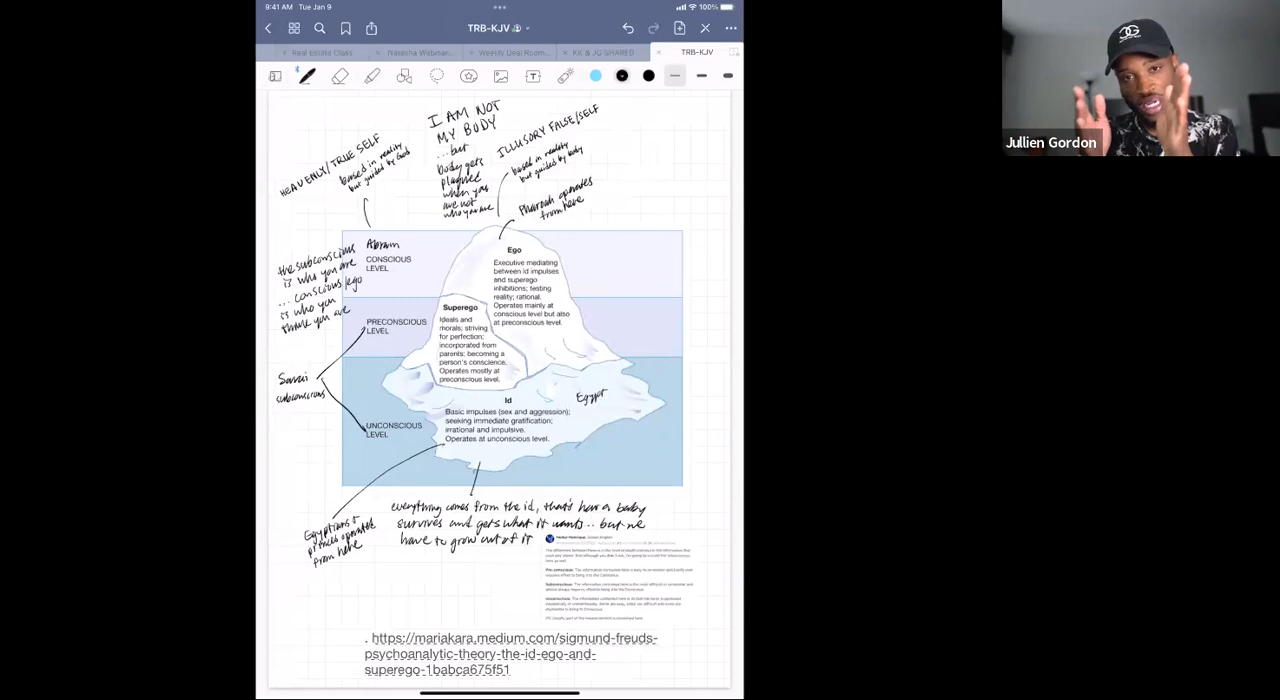 9:41 AM Tue Jan 9
100%
TRB-KJV
Real Estate Class
Natasha Webinar...
Weekly Deal Room...
KK & JG SHARED
TRB-KJV
I AM NOT
MY BODY
...but
body gets
plagued
when you
are not
who you are
HEAVENLY/TRUE SELF
based in reality
but guided by God
ILLUSORY FALSE/SELF
based in reality
but guided by body
Pharaoh operates
from here
the subconscious
is who you are
... conscious/ego
is who you
think you are
Abram
CONSCIOUS
LEVEL
PRECONSCIOUS
LEVEL
Sarai
subconscious
UNCONSCIOUS
LEVEL
Ego
Executive mediating
between id impulses
and superego
inhibitions; testing
reality; rational.
Operates mainly at
conscious level but also
at preconscious level.
Superego
Ideals and
morals; striving
for perfection;
incorporated from
parents; becoming a
person's conscience.
Operates mostly at
preconscious level.
Id
Basic impulses (sex and aggression);
seeking immediate gratification;
irrational and impulsive.
Operates at unconscious level.
Egypt
Egyptians &
princes operated
from here
everything comes from the id, that's how a baby
survives and gets what it wants... but we
have to grow out of it
. https://mariakara.medium.com/sigmund-freuds-
psychoanalytic-theory-the-id-ego-and-
superego-1babca675f51
Jullien Gordon